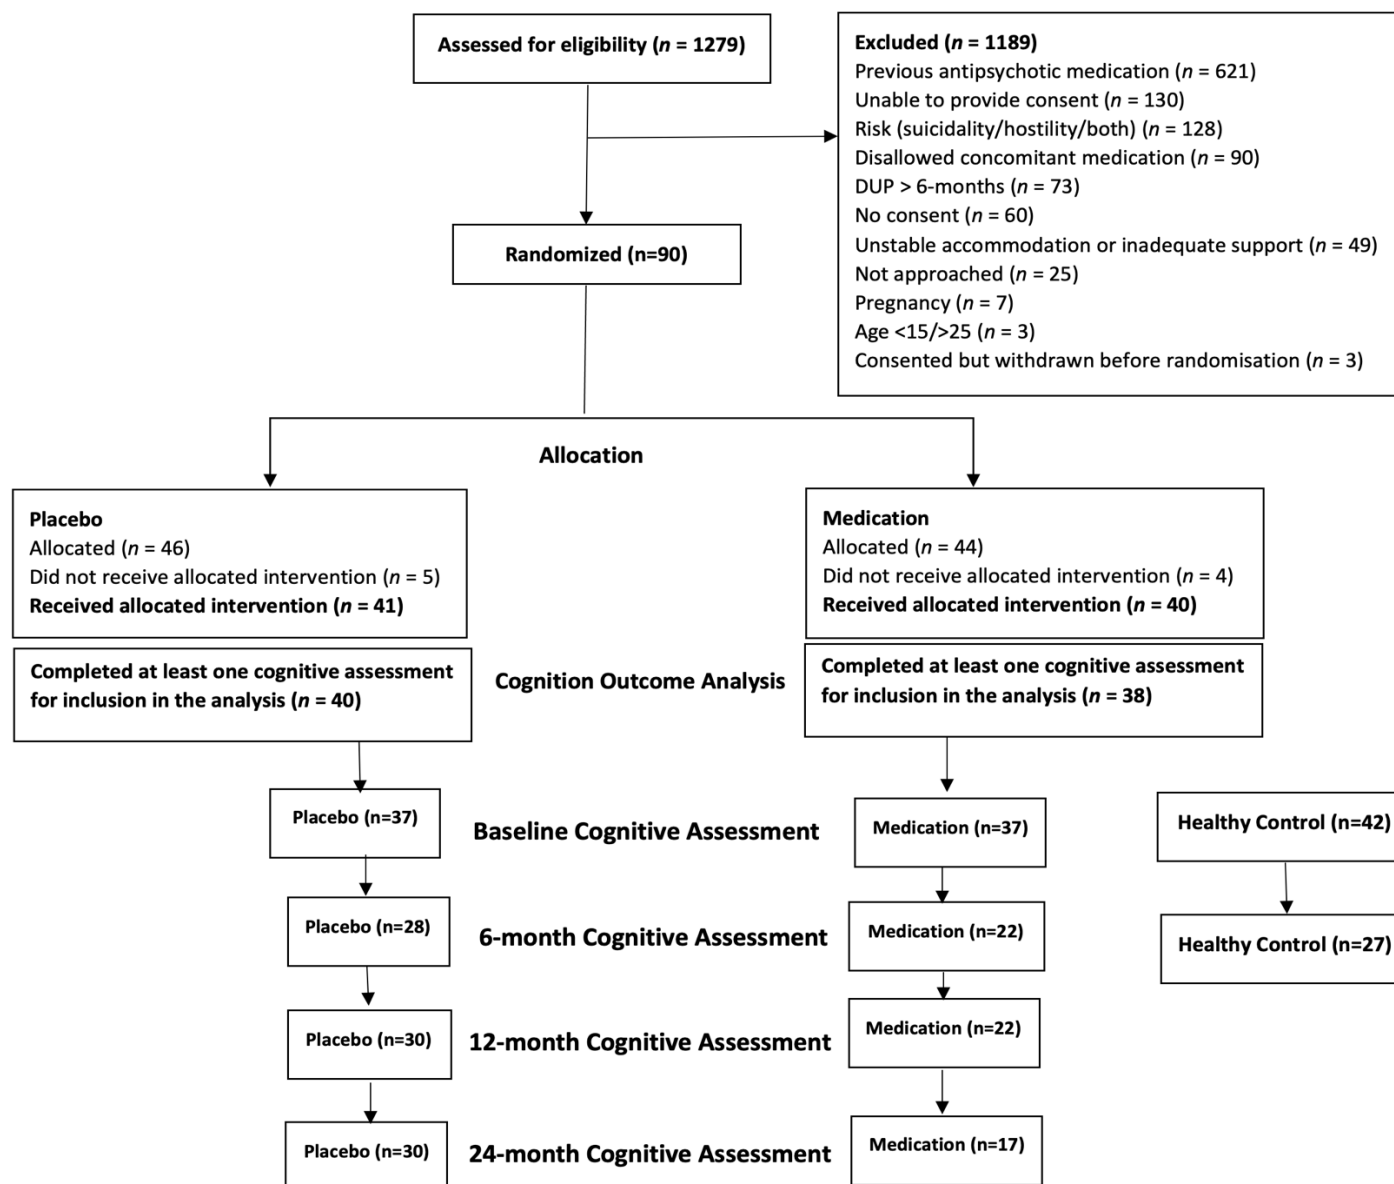 Assessed for eligibility (n = 1279)
Excluded (n = 1189)
Previous antipsychotic medication (n = 621)
Unable to provide consent (n = 130)
Risk (suicidality/hostility/both) (n = 128)
Disallowed concomitant medication (n = 90)
DUP > 6-months (n = 73)
No consent (n = 60)
Unstable accommodation or inadequate support (n = 49)
Not approached (n = 25)
Pregnancy (n = 7)
Age <15/>25 (n = 3)
Consented but withdrawn before randomisation (n = 3)
Randomized (n=90)
Allocation
Placebo
Allocated (n = 46)
Did not receive allocated intervention (n = 5)
Received allocated intervention (n = 41)
Medication
Allocated (n = 44)
Did not receive allocated intervention (n = 4)
Received allocated intervention (n = 40)
Completed at least one cognitive assessment
for inclusion in the analysis (n = 40)
Cognition Outcome Analysis
Completed at least one cognitive assessment
for inclusion in the analysis (n = 38)
Placebo (n=37)
Baseline Cognitive Assessment
Medication (n=37)
Healthy Control (n=42)
Placebo (n=28)
6-month Cognitive Assessment
Medication (n=22)
Healthy Control (n=27)
Placebo (n=30)
12-month Cognitive Assessment
Medication (n=22)
Placebo (n=30)
24-month Cognitive Assessment
Medication (n=17)